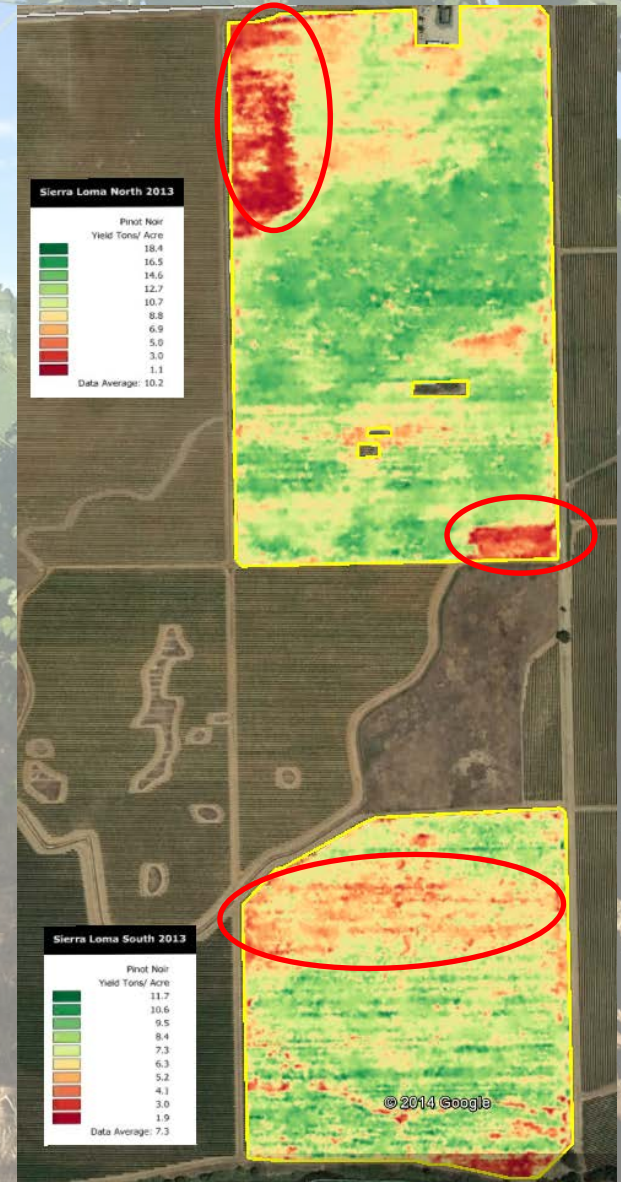 Sierra Loma North 2013
Pinot Noir
Yield Tons/ Acre
18.4
16.5
14.6
12.7
10.7
8.8
6.9
5.0
3.0
1.1
Data Average: 10.2
Sierra Loma South 2013
Pinot Noir
Yield Tons/ Acre
11.7
10.6
9.5
8.4
7.3
6.3
5.2
4.1
3.0
1.9
Data Average: 7.3
© 2014 Google